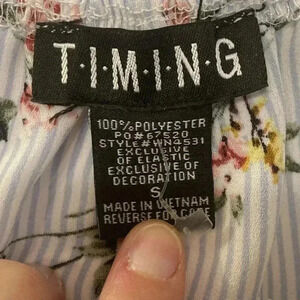 T·I·M·I·N·G
100%POLYESTER
PO#67520
STYLE#WN4531
EXCLUSIVE
OF ELASTIC
EXCLUSIVE OF
DECORATION
S
MADE IN VIETNAM
REVERSE FOR CARE